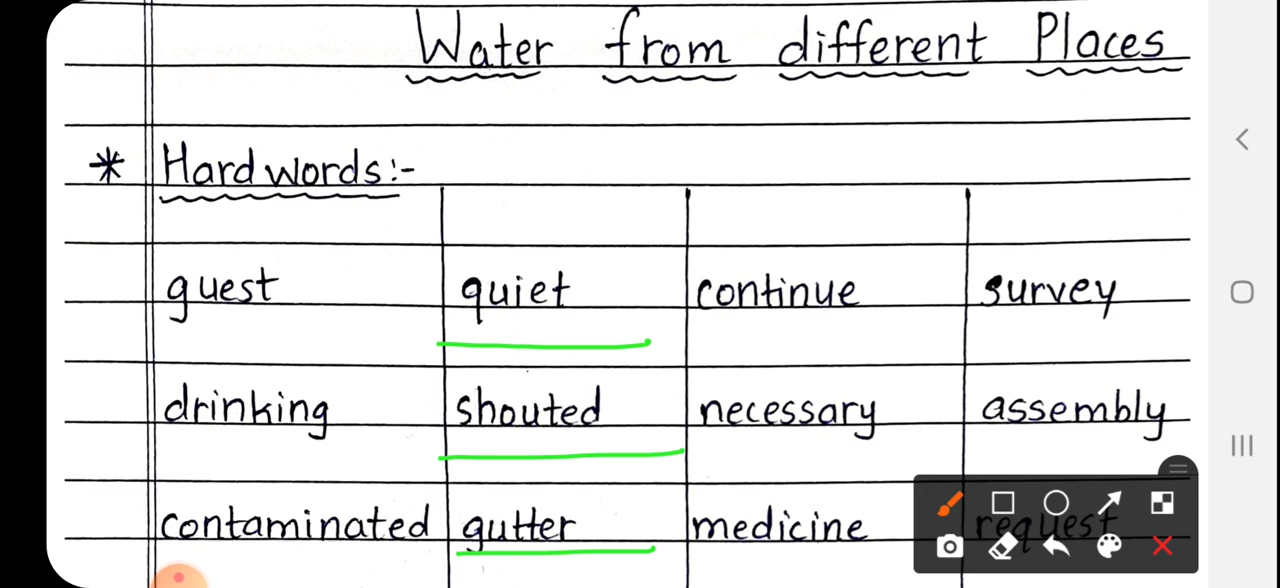 Water from different Places
* Hard words:-
guest quiet continue survey
drinking shouted necessary assembly
contaminated gutter medicine request